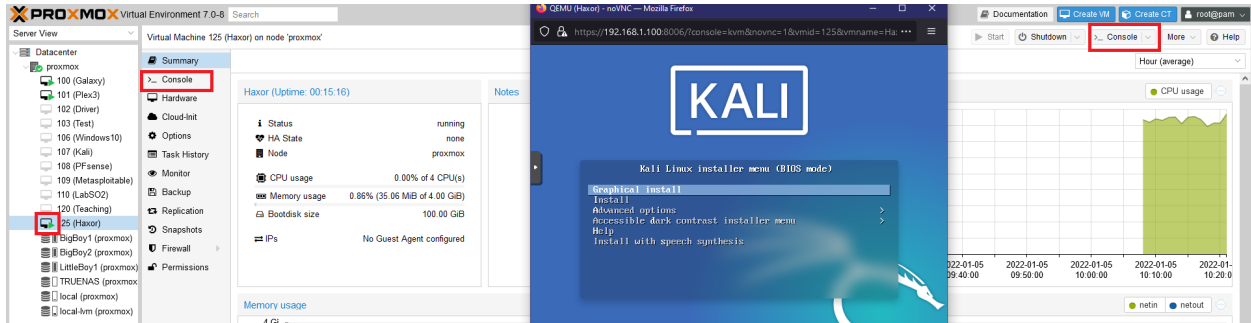 PROXMOX Virtual Environment 7.0-8 Search
Documentation Create VM Create CT root@pam
Server View
Virtual Machine 125 (Haxor) on node 'proxmox'
Start Shutdown Console More Help
Datacenter
proxmox
100 (Galaxy)
101 (Plex3)
102 (Driver)
103 (Test)
106 (Windows10)
107 (Kali)
108 (PFsense)
109 (Metasploitable)
110 (LabSO2)
120 (Teaching)
25 (Haxor)
BigBoy1 (proxmox)
BigBoy2 (proxmox)
LittleBoy1 (proxmox)
TRUENAS (proxmox
local (proxmox)
local-lvm (proxmox)
Summary
Console
Hardware
Cloud-Init
Options
Task History
Monitor
Backup
Replication
Snapshots
Firewall
Permissions
Hour (average)
Haxor (Uptime: 00:15:16)
Status running
HA State none
Node proxmox
CPU usage 0.00% of 4 CPU(s)
Memory usage 0.86% (35.06 MiB of 4.00 GiB)
Bootdisk size 100.00 GiB
IPs No Guest Agent configured
Notes
Memory usage
4 Gi
QEMU (Haxor) - noVNC — Mozilla Firefox
https://192.168.1.100:8006/?console=kvm&novnc=1&vmid=125&vmname=Ha:
KALI
Kali Linux installer menu (BIOS mode)
Graphical install
Install
Advanced options >
Accessible dark contrast installer menu >
Help
Install with speech synthesis
CPU usage
022-01-05 2022-01-05 2022-01-05 2022-01-05 2022-01-
09:40:00 09:50:00 10:00:00 10:10:00 10:20:0
netin netout